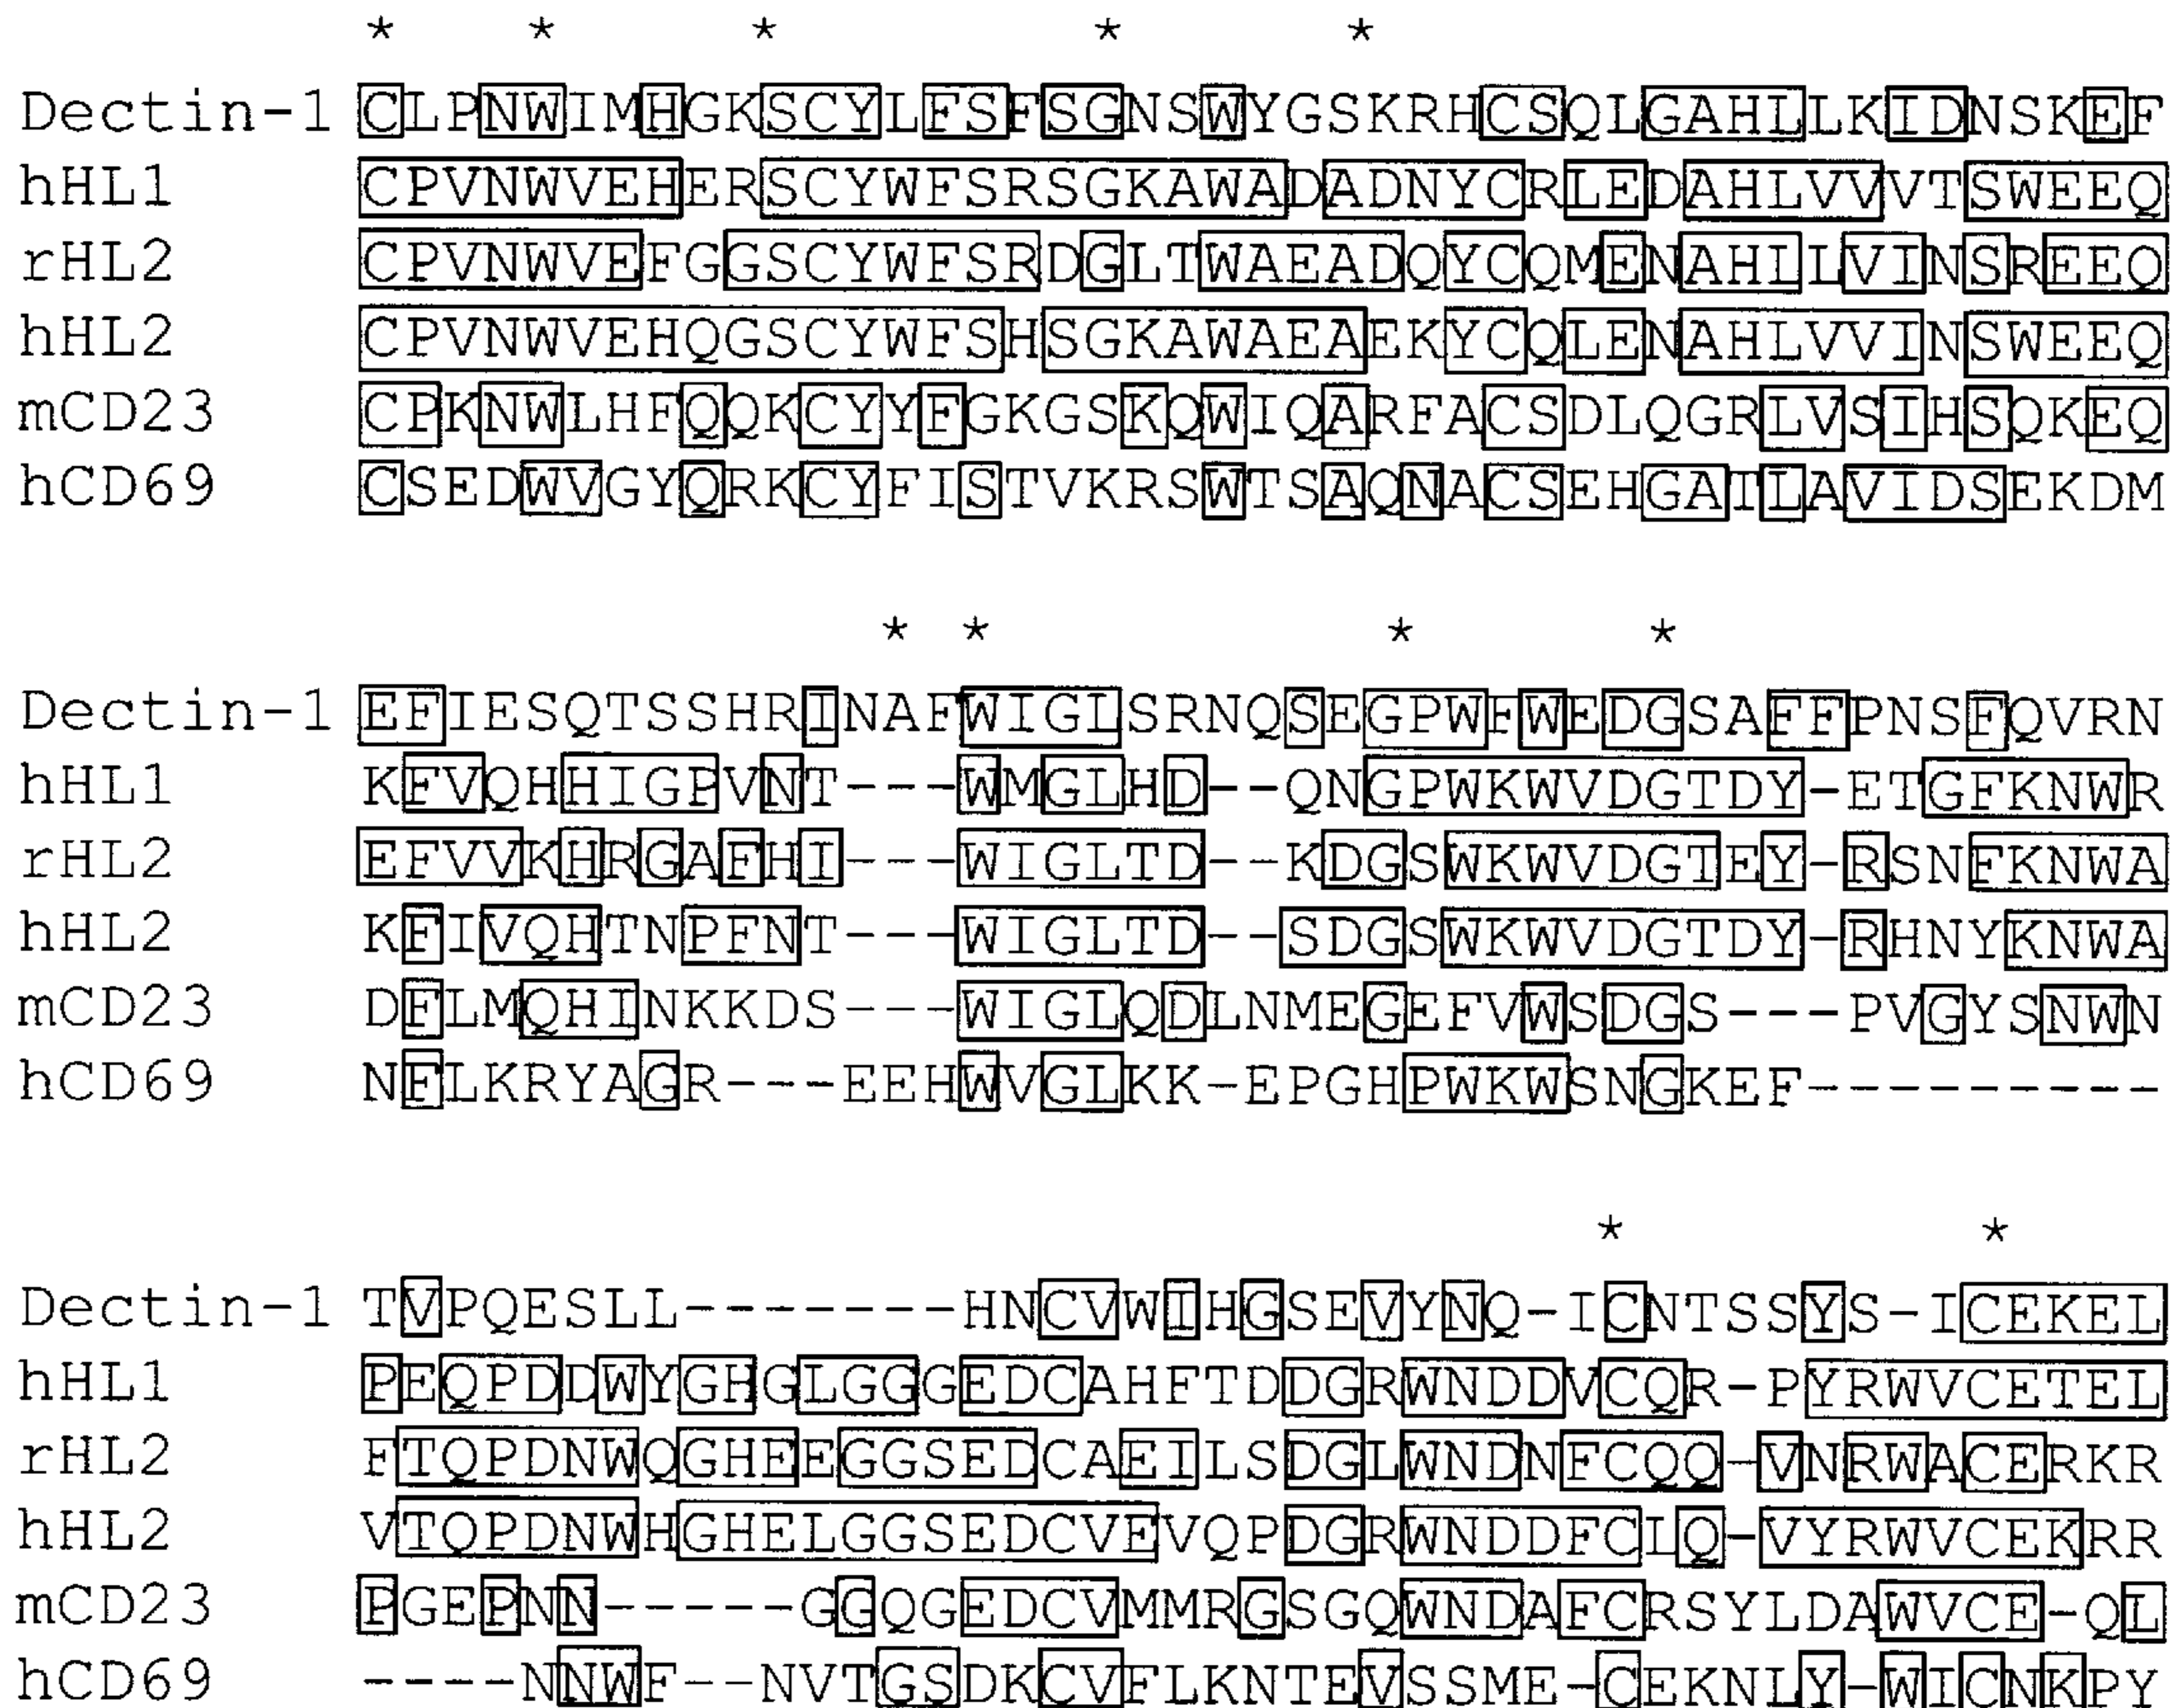 * * * * *
Dectin-1 CLPNWIMHGKSCYLFSFSGNSWYGSKRHCSQLGAHLLKIDNSKEF
hHL1 CPVNWVEHERSCYWFSRSGKAWADADNYCRLEDAHLVVVTSWEEQ
rHL2 CPVNWVEFGGSCYWFSRDGLTWAEADQYCQMENAHLLVINSREEQ
hHL2 CPVNWVEHQGSCYWFSHSGKAWAEAEKYCQLENAHLVVINSWEEQ
mCD23 CPKNWLHFQQKCYYFGKGSKQWIQARFACSDLQGRLVSIHSQKEQ
hCD69 CSEDWVGYQRKCYFISTVKRSWTSAQNACSEHGATLAVIDSEKDM
* * * *
Dectin-1 EFIESQTSSHRINAFWIGLSRNQSEGPWFWEDGSAFFPNSFQVRN
hHL1 KFVQHHIGPVNT---WMGLHD--QNGPWKWVDGTDY-ETGFKNWR
rHL2 EFVVKHRGAFHI---WIGLTD--KDGSWKWVDGTEY-RSNFKNWA
hHL2 KFIVQHTNPFNT---WIGLTD--SDGSWKWVDGTDY-RHNYKNWA
mCD23 DFLMQHINKKDS---WIGLQDLNMEGEFVWSDGS---PVGYSNWN
hCD69 NFLKRYAGR---EEHWVGLKK-EPGHPWKWSNGKEF---------
* *
Dectin-1 TVPQESLL-------HNCVWIHGSEVYNQ-ICNTSSYS-ICEKEL
hHL1 PEQPDDWYGHGLGGGEDCAHFTDDGRWNDDVCQR-PYRWVCETEL
rHL2 FTQPDNWQGHEEGGSEDCAEILSDGLWNDNFCQQ-VNRWACERKR
hHL2 VTQPDNWHGHELGGSEDCVEVQPDGRWNDDFCLQ-VYRWVCEKRR
mCD23 PGEPNN-----GGQGEDCVMMRGSGQWNDAFCRSYLDAWVCE-QL
hCD69 ----NNWF--NVTGSDKCVFLKNTEVSSME-CEKNLY-WICNKPY